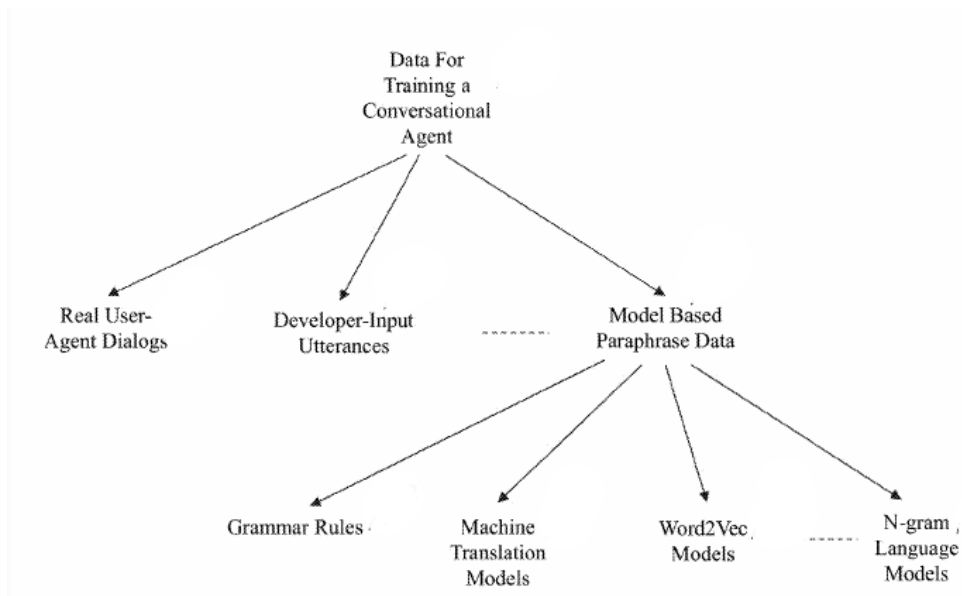 Data For
Training a
Conversational
Agent
Real User-
Agent Dialogs
Developer-Input
Utterances
Model Based
Paraphrase Data
Grammar Rules
Machine
Translation
Models
Word2Vec
Models
N-gram
Language
Models